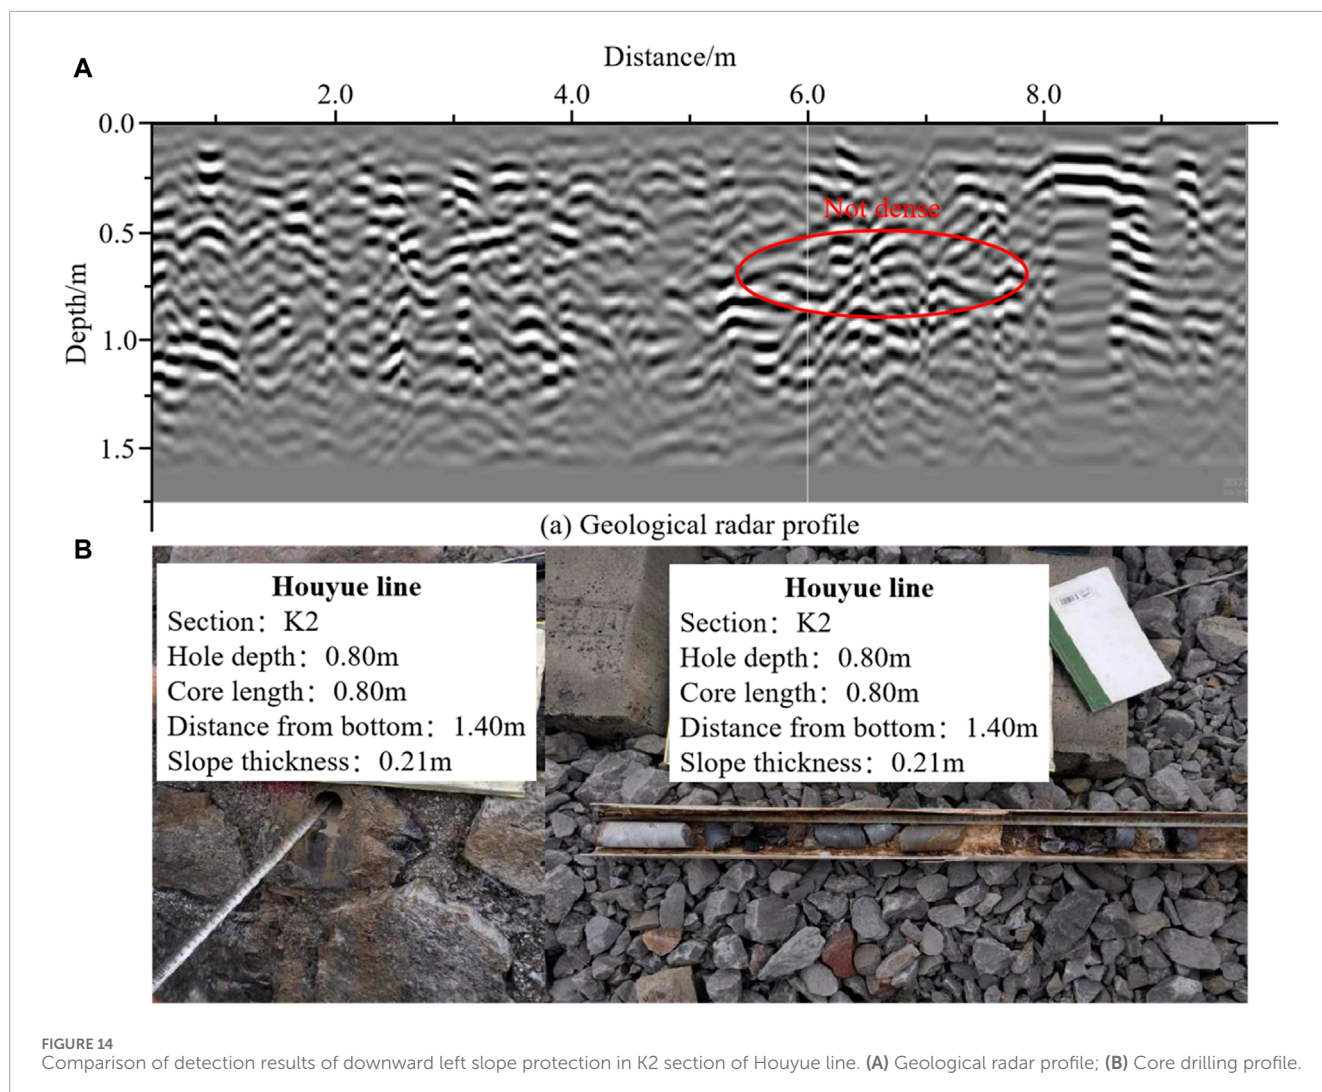 A
Distance/m
2.0 4.0 6.0 8.0
0.0
Not dense
0.5
Depth/m
1.0
1.5
(a) Geological radar profile
B
Houyue line
Section：K2
Hole depth：0.80m
Core length：0.80m
Distance from bottom：1.40m
Slope thickness：0.21m
Houyue line
Section：K2
Hole depth：0.80m
Core length：0.80m
Distance from bottom：1.40m
Slope thickness：0.21m
FIGURE 14
Comparison of detection results of downward left slope protection in K2 section of Houyue line. (A) Geological radar profile; (B) Core drilling profile.